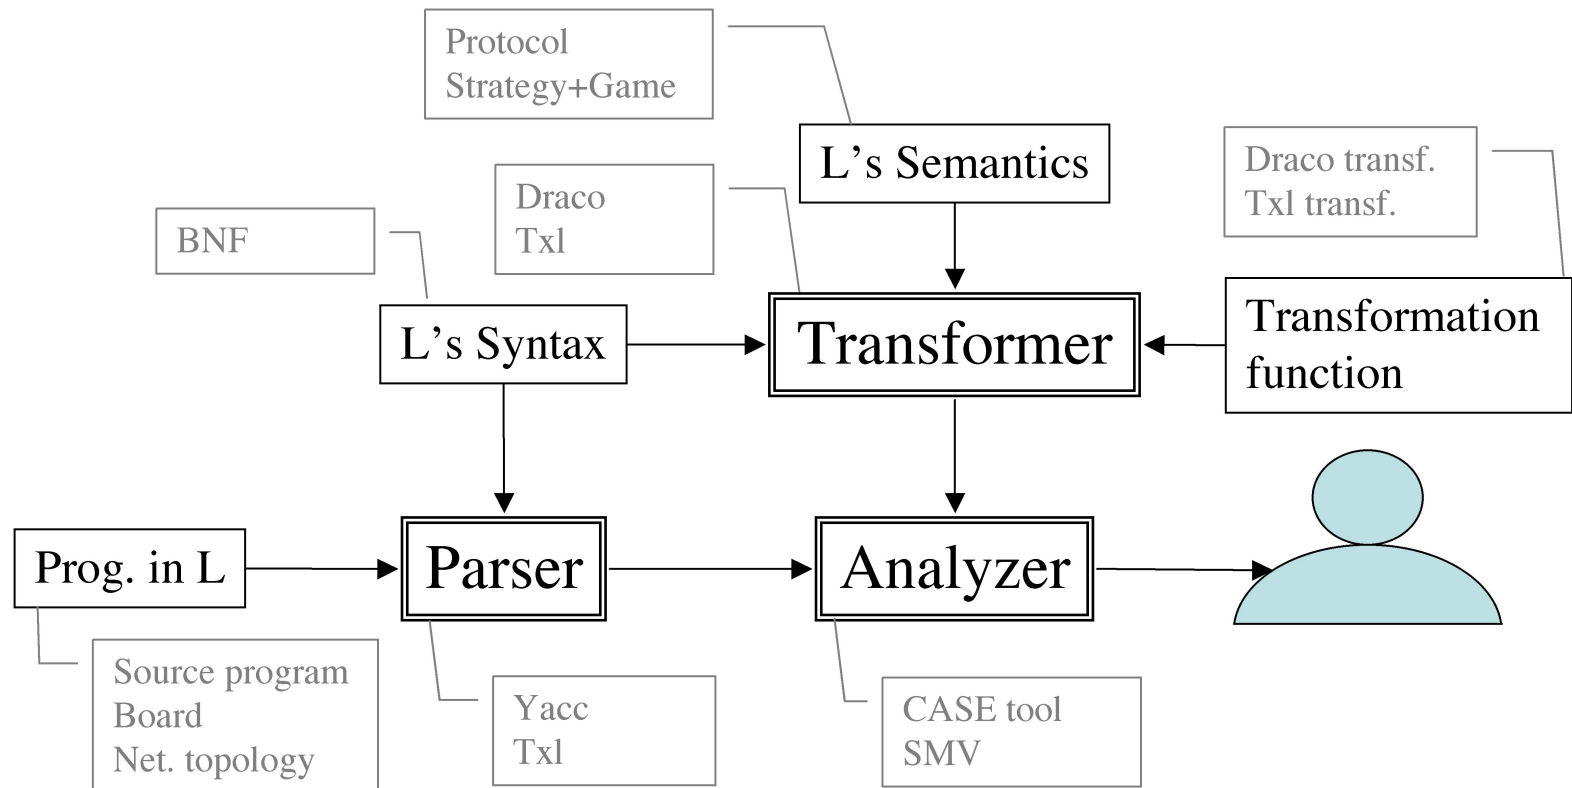 Protocol
Strategy+Game
L’s Semantics
Draco transf.
Txl transf.
Draco
Txl
BNF
L’s Syntax
Transformer
Transformation
function
Prog. in L
Parser
Analyzer
Source program
Board
Net. topology
Yacc
Txl
CASE tool
SMV